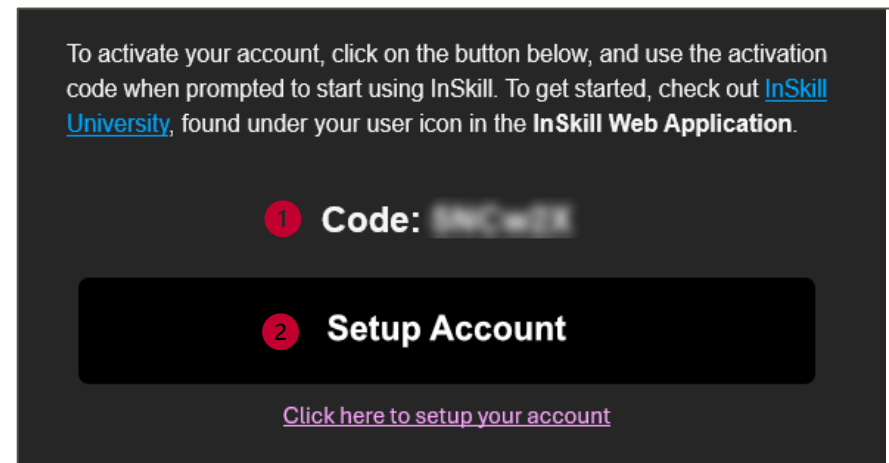 To activate your account, click on the button below, and use the activation
code when prompted to start using InSkill. To get started, check out InSkill
University, found under your user icon in the InSkill Web Application.
1 Code:
2 Setup Account
Click here to setup your account